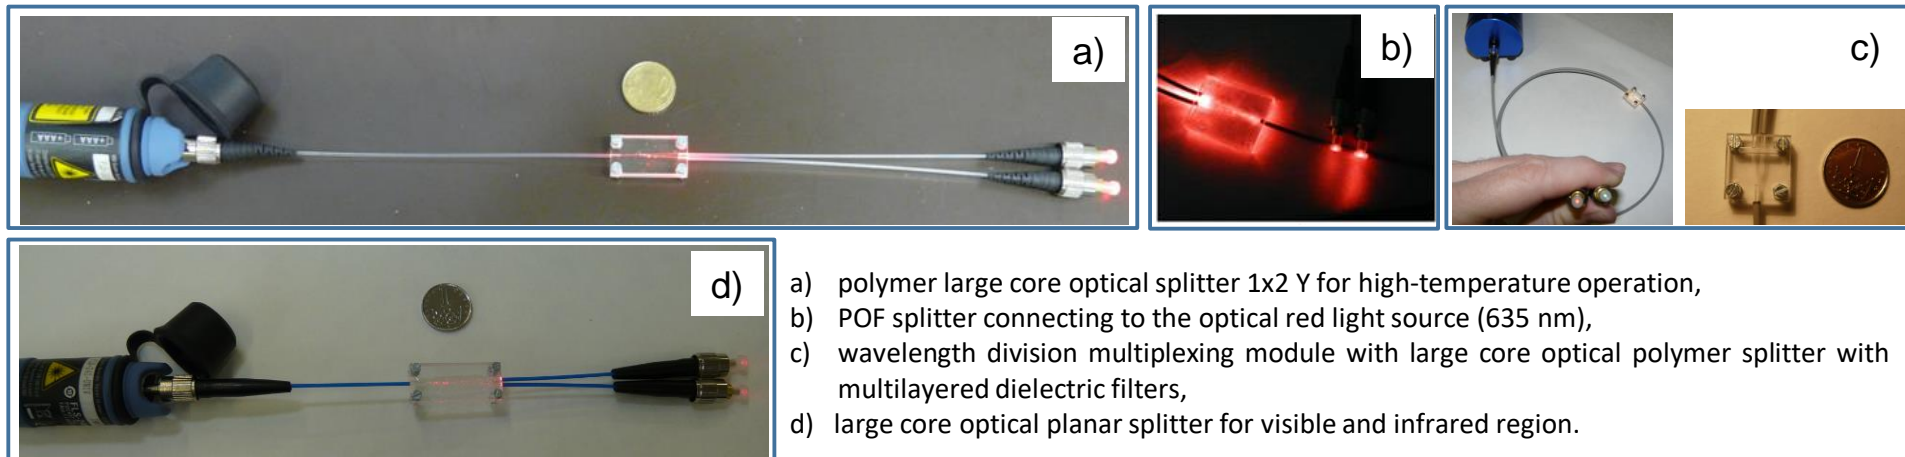 a)
b)
c)
d)
a) polymer large core optical splitter 1x2 Y for high-temperature operation,
b) POF splitter connecting to the optical red light source (635 nm),
c) wavelength division multiplexing module with large core optical polymer splitter with
multilayered dielectric filters,
d) large core optical planar splitter for visible and infrared region.